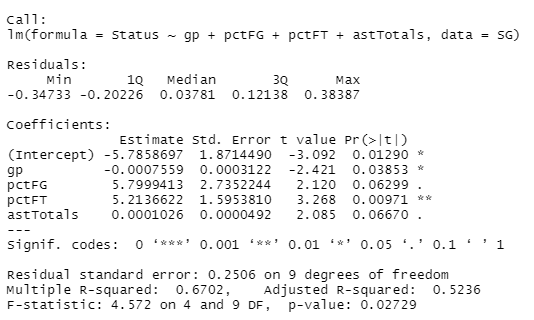 Call:
lm(formula = Status ~ gp + pctFG + pctFT + astTotals, data = SG)
Residuals:
Min 1Q Median 3Q Max
-0.34733 -0.20226 0.03781 0.12138 0.38387
Coefficients:
Estimate Std. Error t value Pr(>|t|)
(Intercept) -5.7858697 1.8714490 -3.092 0.01290 *
gp -0.0007559 0.0003122 -2.421 0.03853 *
pctFG 5.7999413 2.7352244 2.120 0.06299 .
pctFT 5.2136622 1.5953810 3.268 0.00971 **
astTotals 0.0001026 0.0000492 2.085 0.06670 .
---
Signif. codes: 0 ‘***’ 0.001 ‘**’ 0.01 ‘*’ 0.05 ‘.’ 0.1 ‘ ’ 1
Residual standard error: 0.2506 on 9 degrees of freedom
Multiple R-squared: 0.6702, Adjusted R-squared: 0.5236
F-statistic: 4.572 on 4 and 9 DF, p-value: 0.02729